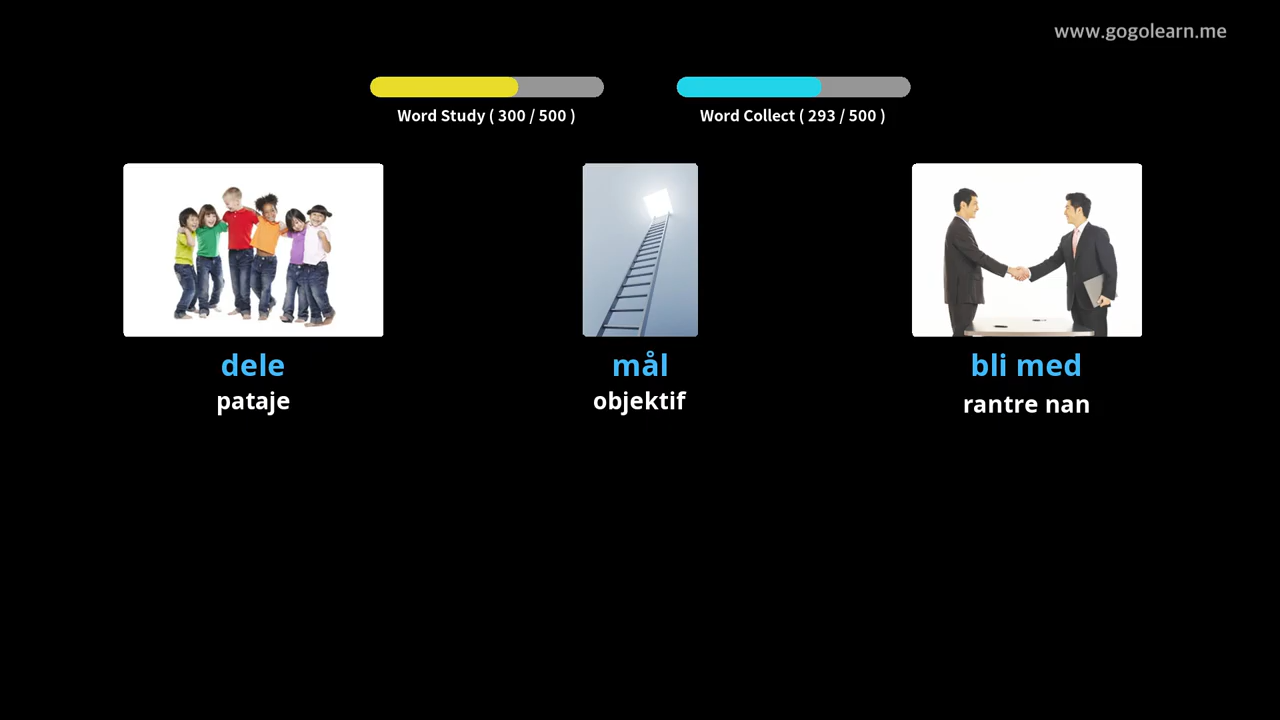 www.gogolearn.me
Word Study ( 300 / 500 )
Word Collect ( 293 / 500 )
dele
pataje
mål
objektif
bli med
rantre nan